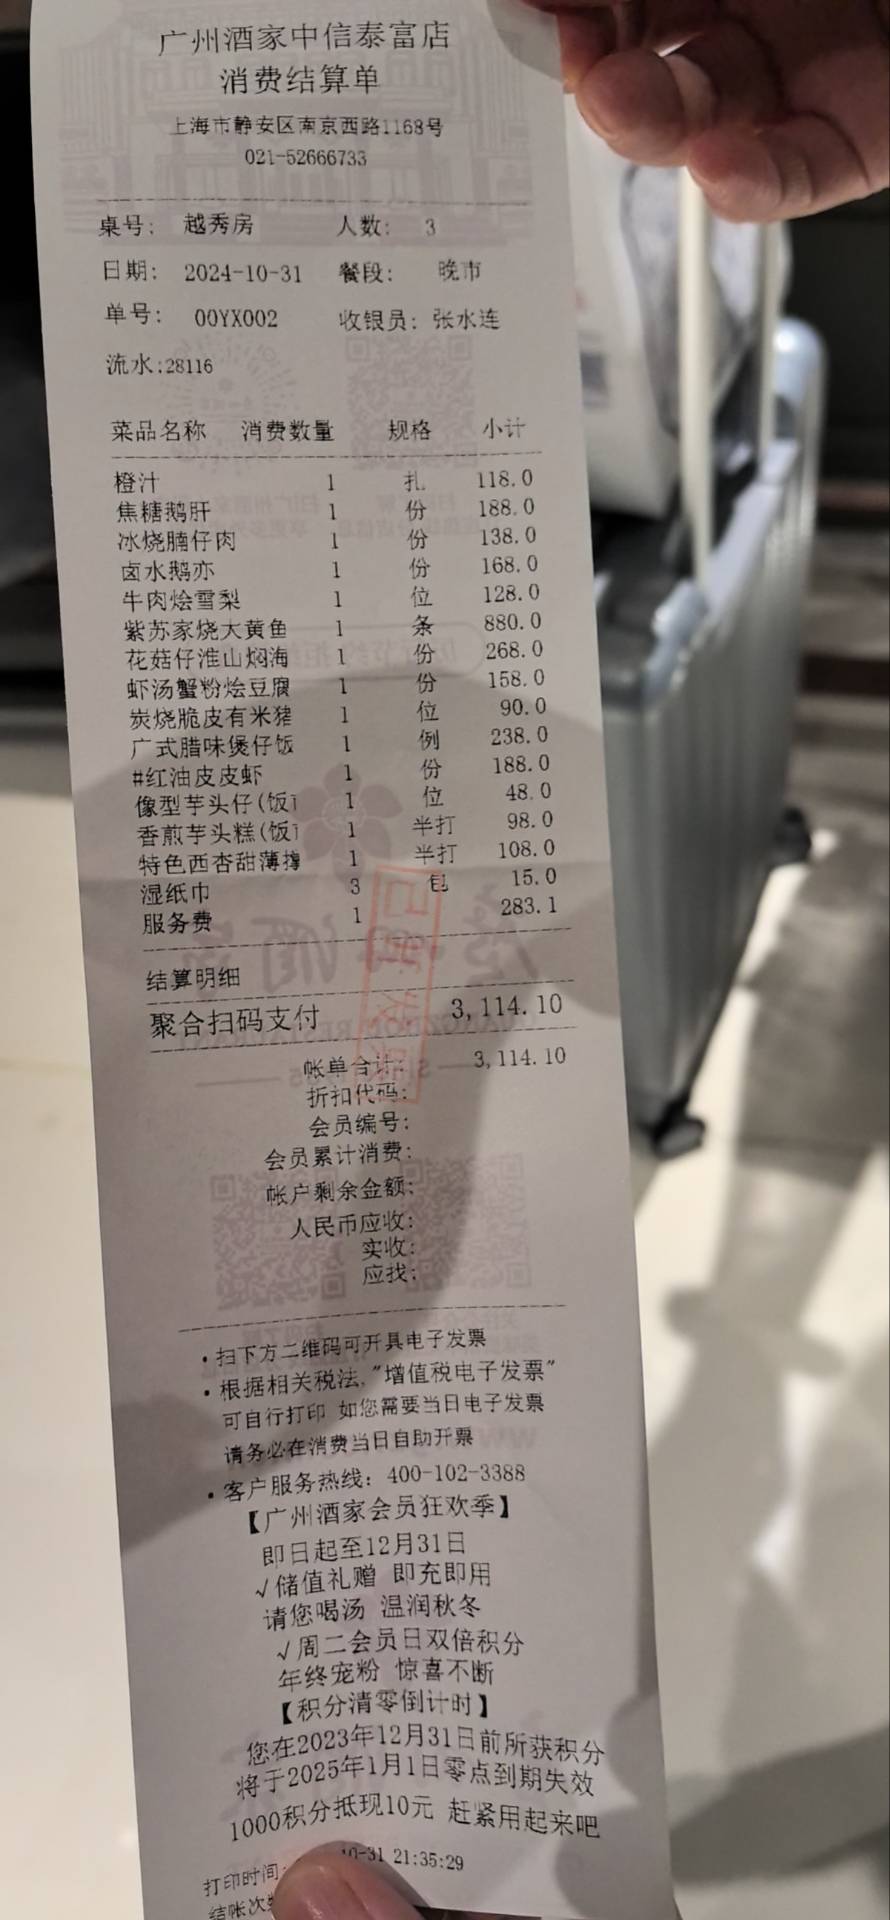 广州酒家中信泰富店
消费结算单
上海市静安区南京西路1168号
021-52666733
桌号： 越秀房 人数： 3
日期： 2024-10-31 餐段： 晚市
单号： 00YX002 收银员： 张水连
流水:28116
菜品名称 消费数量 规格 小计
橙汁 1 扎 118.0
焦糖鹅肝 1 份 188.0
冰烧腩仔肉 1 份 138.0
卤水鹅亦 1 份 168.0
牛肉烩雪梨 1 位 128.0
紫苏家烧大黄鱼 1 条 880.0
花菇仔淮山焖海 1 份 268.0
虾汤蟹粉烩豆腐 1 份 158.0
炭烧脆皮有米猪 1 位 90.0
广式腊味煲仔饭 1 例 238.0
#红油皮皮虾 1 份 188.0
像型芋头仔(饭 1 位 48.0
香煎芋头糕(饭 1 半打 98.0
特色西杏甜薄撑 1 半打 108.0
湿纸巾 3 包 15.0
服务费 1 283.1
结算明细
聚合扫码支付 3,114.10
帐单合计： 3,114.10
折扣代码：
会员编号：
会员累计消费：
帐户剩余金额：
人民币应收：
实收：
应找：
·扫下方二维码可开具电子发票
·根据相关税法,"增值税电子发票"
可自行打印 如您需要当日电子发票
请务必在消费当日自助开票
·客户服务热线：400-102-3388
【广州酒家会员狂欢季】
即日起至12月31日
√储值礼赠 即充即用
请您喝汤 温润秋冬
√周二会员日双倍积分
年终宠粉 惊喜不断
【积分清零倒计时】
您在2023年12月31日前所获积分
将于2025年1月1日零点到期失效
1000积分抵现10元 赶紧用起来吧
打印时间： 10-31 21:35:29
结帐次